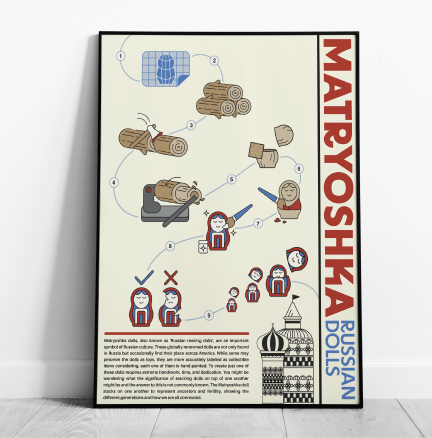 MATRYOSHKA
RUSSIAN
DOLLS
1
2
3
4
5
6
7
8
9
Matryoshka dolls, also known as 'Russian nesting dolls', are an important
symbol of Russian culture. These globally renowned dolls are not only found
in Russia but occasionally find their place across America. While some may
perceive the dolls as toys, they are more accurately labeled as collectible
items considering, each one of them is hand painted. To create just one of
these dolls requires extreme handwork, time, and dedication. You might be
wondering what the significance of stacking dolls on top of one another
might be and the answer to this is not commonly known. The Matryoshka doll
stacks on one another to represent ancestors and fertility, showing the
different generations and how we are all connected.